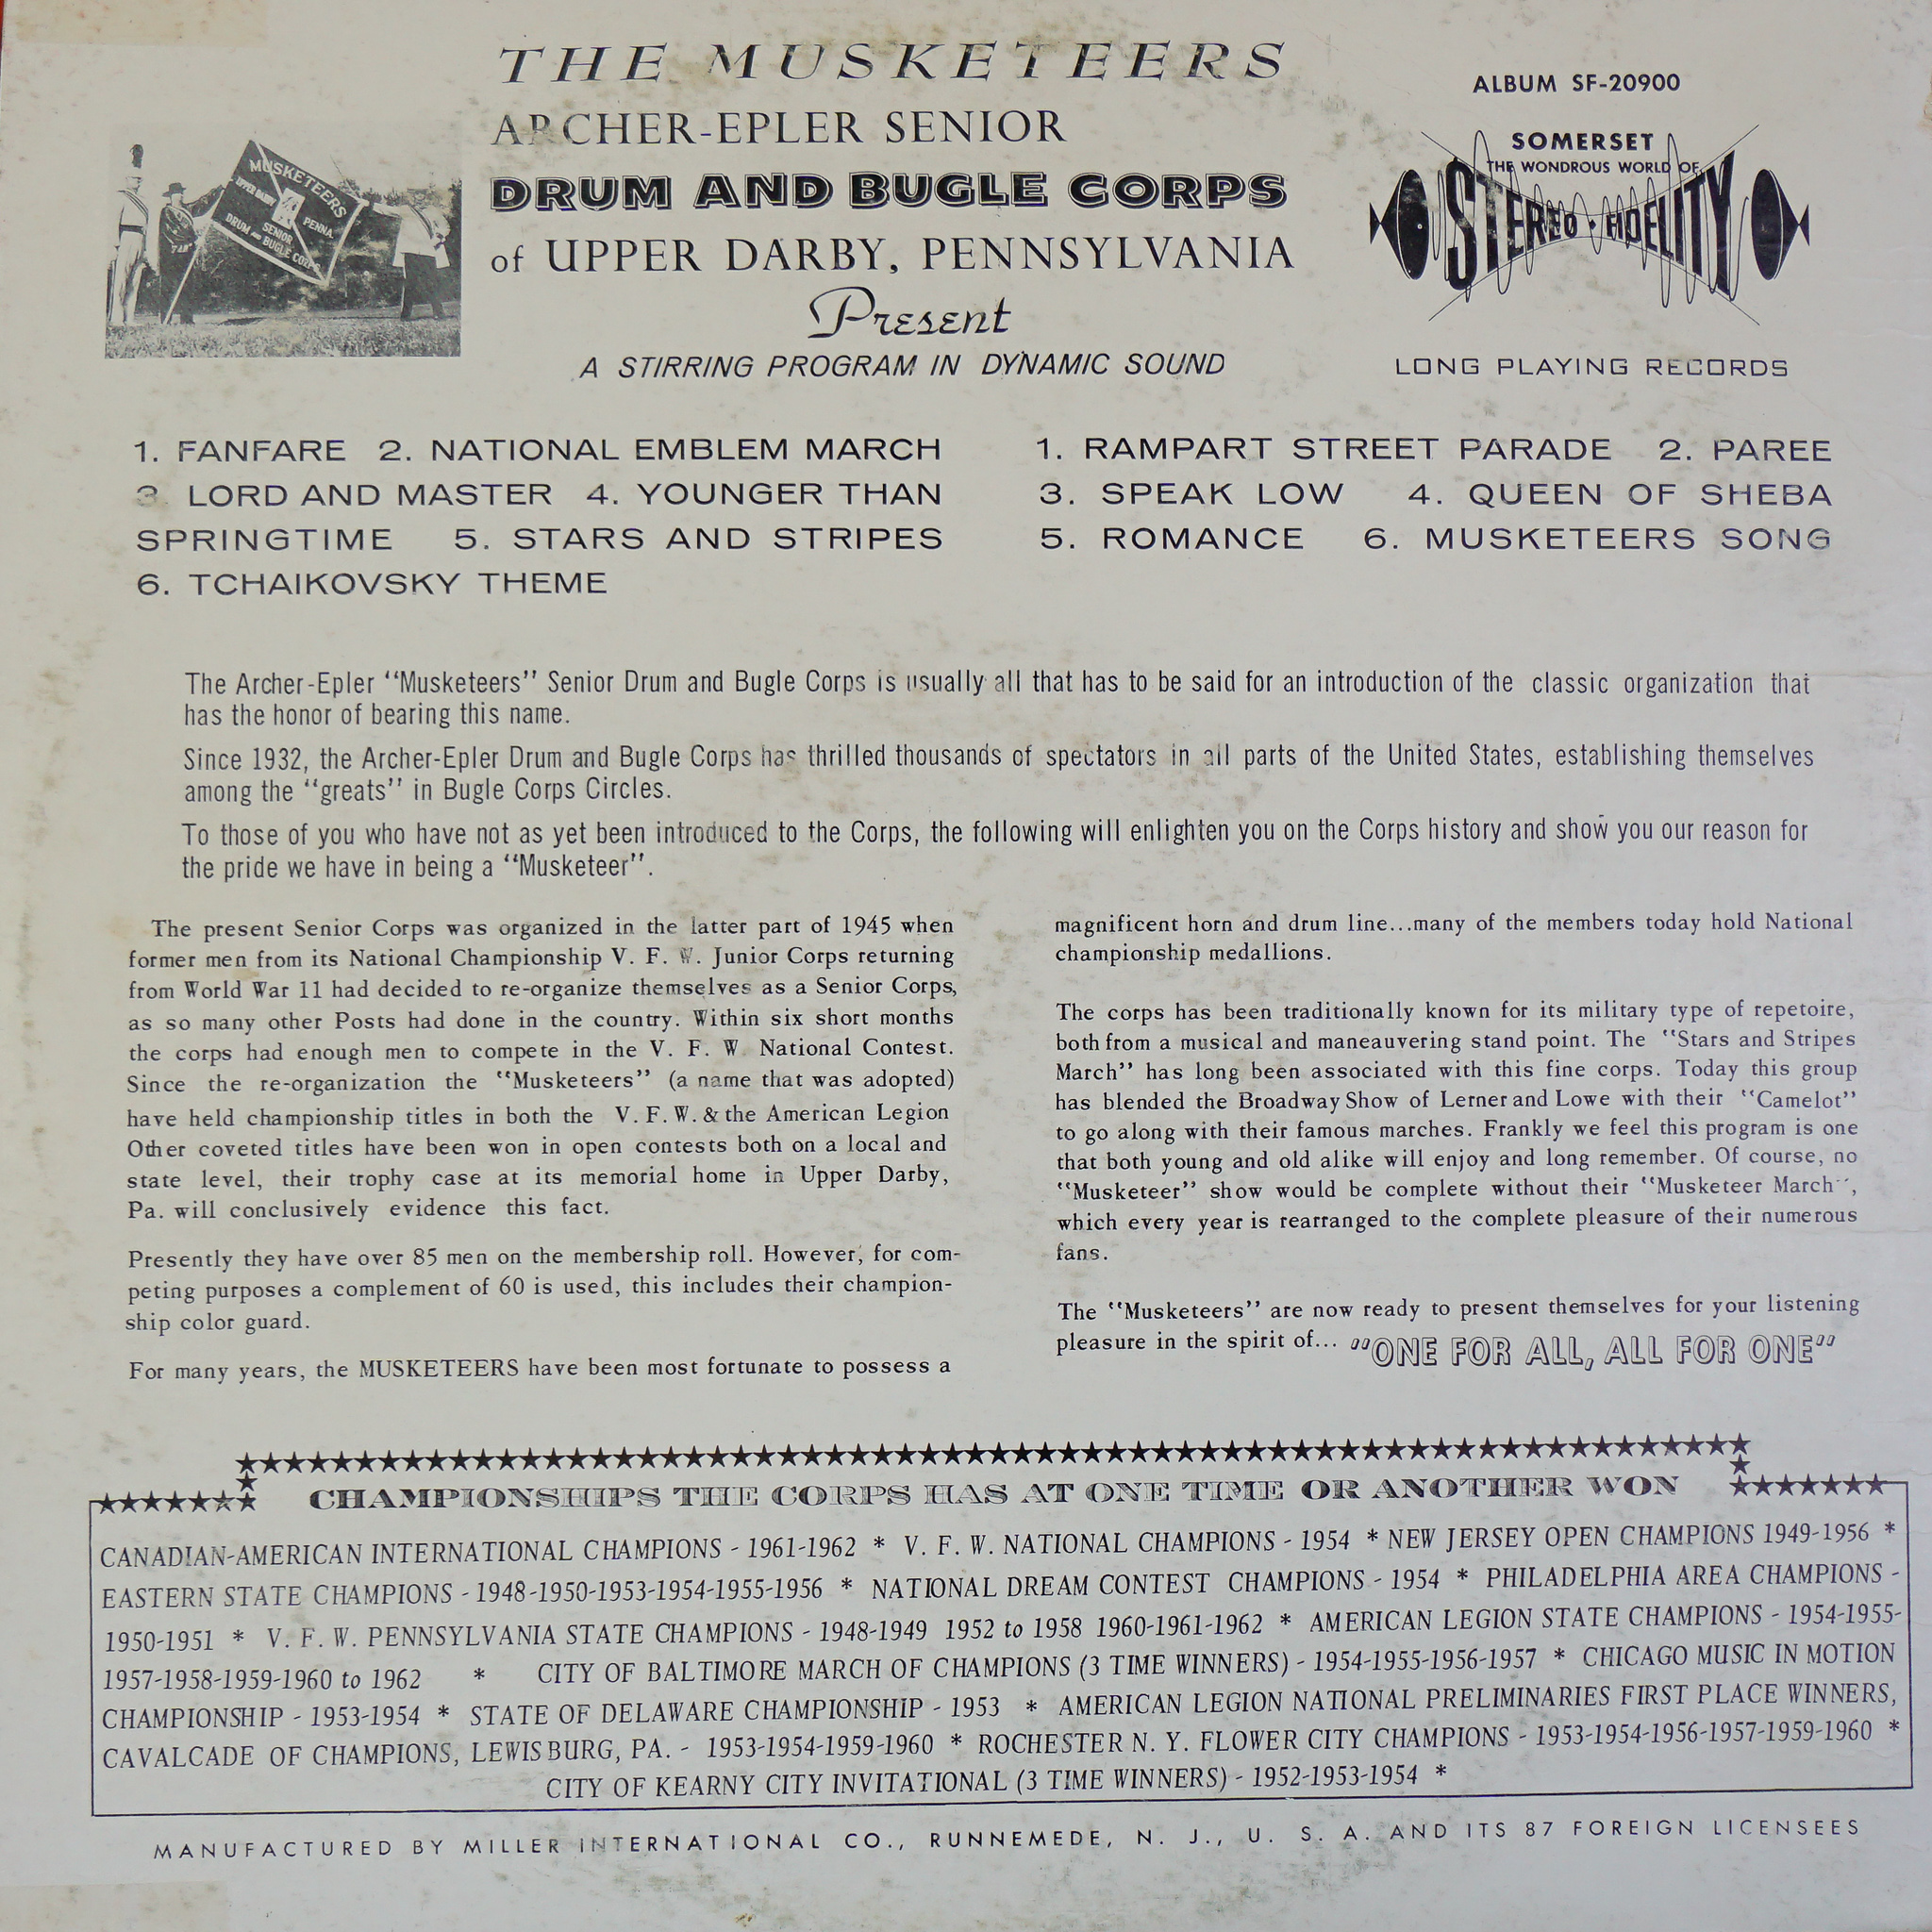 THE MUSKETEERS
ARCHER-EPLER SENIOR
DRUM AND BUGLE CORPS
of UPPER DARBY, PENNSYLVANIA
Present
A STIRRING PROGRAM IN DYNAMIC SOUND
MUSKETEERS
UPPER DARBY PENNA.
SENIOR
DRUM AND BUGLE CORPS
ALBUM SF-20900
SOMERSET
THE WONDROUS WORLD OF
STEREO · FIDELITY
LONG PLAYING RECORDS
1. FANFARE 2. NATIONAL EMBLEM MARCH
3. LORD AND MASTER 4. YOUNGER THAN
SPRINGTIME 5. STARS AND STRIPES
6. TCHAIKOVSKY THEME
1. RAMPART STREET PARADE 2. PAREE
3. SPEAK LOW 4. QUEEN OF SHEBA
5. ROMANCE 6. MUSKETEERS SONG
The Archer-Epler "Musketeers" Senior Drum and Bugle Corps is usually all that has to be said for an introduction of the classic organization that
has the honor of bearing this name.
Since 1932, the Archer-Epler Drum and Bugle Corps has thrilled thousands of spectators in all parts of the United States, establishing themselves
among the "greats" in Bugle Corps Circles.
To those of you who have not as yet been introduced to the Corps, the following will enlighten you on the Corps history and show you our reason for
the pride we have in being a "Musketeer".
The present Senior Corps was organized in the latter part of 1945 when
former men from its National Championship V. F. W. Junior Corps returning
from World War 11 had decided to re-organize themselves as a Senior Corps,
as so many other Posts had done in the country. Within six short months
the corps had enough men to compete in the V. F. W. National Contest.
Since the re-organization the "Musketeers" (a name that was adopted)
have held championship titles in both the V. F. W. & the American Legion
Other coveted titles have been won in open contests both on a local and
state level, their trophy case at its memorial home in Upper Darby,
Pa. will conclusively evidence this fact.
Presently they have over 85 men on the membership roll. However, for com-
peting purposes a complement of 60 is used, this includes their champion-
ship color guard.
For many years, the MUSKETEERS have been most fortunate to possess a
magnificent horn and drum line...many of the members today hold National
championship medallions.
The corps has been traditionally known for its military type of repetoire,
both from a musical and maneauvering stand point. The "Stars and Stripes
March" has long been associated with this fine corps. Today this group
has blended the Broadway Show of Lerner and Lowe with their "Camelot"
to go along with their famous marches. Frankly we feel this program is one
that both young and old alike will enjoy and long remember. Of course, no
"Musketeer" show would be complete without their "Musketeer March",
which every year is rearranged to the complete pleasure of their numerous
fans.
The "Musketeers" are now ready to present themselves for your listening
pleasure in the spirit of... "ONE FOR ALL, ALL FOR ONE"
CHAMPIONSHIPS THE CORPS HAS AT ONE TIME OR ANOTHER WON
CANADIAN-AMERICAN INTERNATIONAL CHAMPIONS - 1961-1962 * V. F. W. NATIONAL CHAMPIONS - 1954 * NEW JERSEY OPEN CHAMPIONS 1949-1956 *
EASTERN STATE CHAMPIONS - 1948-1950-1953-1954-1955-1956 * NATIONAL DREAM CONTEST CHAMPIONS - 1954 * PHILADELPHIA AREA CHAMPIONS -
1950-1951 * V. F. W. PENNSYLVANIA STATE CHAMPIONS - 1948-1949 1952 to 1958 1960-1961-1962 * AMERICAN LEGION STATE CHAMPIONS - 1954-1955-
1957-1958-1959-1960 to 1962 * CITY OF BALTIMORE MARCH OF CHAMPIONS (3 TIME WINNERS) - 1954-1955-1956-1957 * CHICAGO MUSIC IN MOTION
CHAMPIONSHIP - 1953-1954 * STATE OF DELAWARE CHAMPIONSHIP - 1953 * AMERICAN LEGION NATIONAL PRELIMINARIES FIRST PLACE WINNERS,
CAVALCADE OF CHAMPIONS, LEWISBURG, PA. - 1953-1954-1959-1960 * ROCHESTER N. Y. FLOWER CITY CHAMPIONS - 1953-1954-1956-1957-1959-1960 *
CITY OF KEARNY CITY INVITATIONAL (3 TIME WINNERS) - 1952-1953-1954 *
MANUFACTURED BY MILLER INTERNATIONAL CO., RUNNEMEDE, N. J., U. S. A. AND ITS 87 FOREIGN LICENSEES